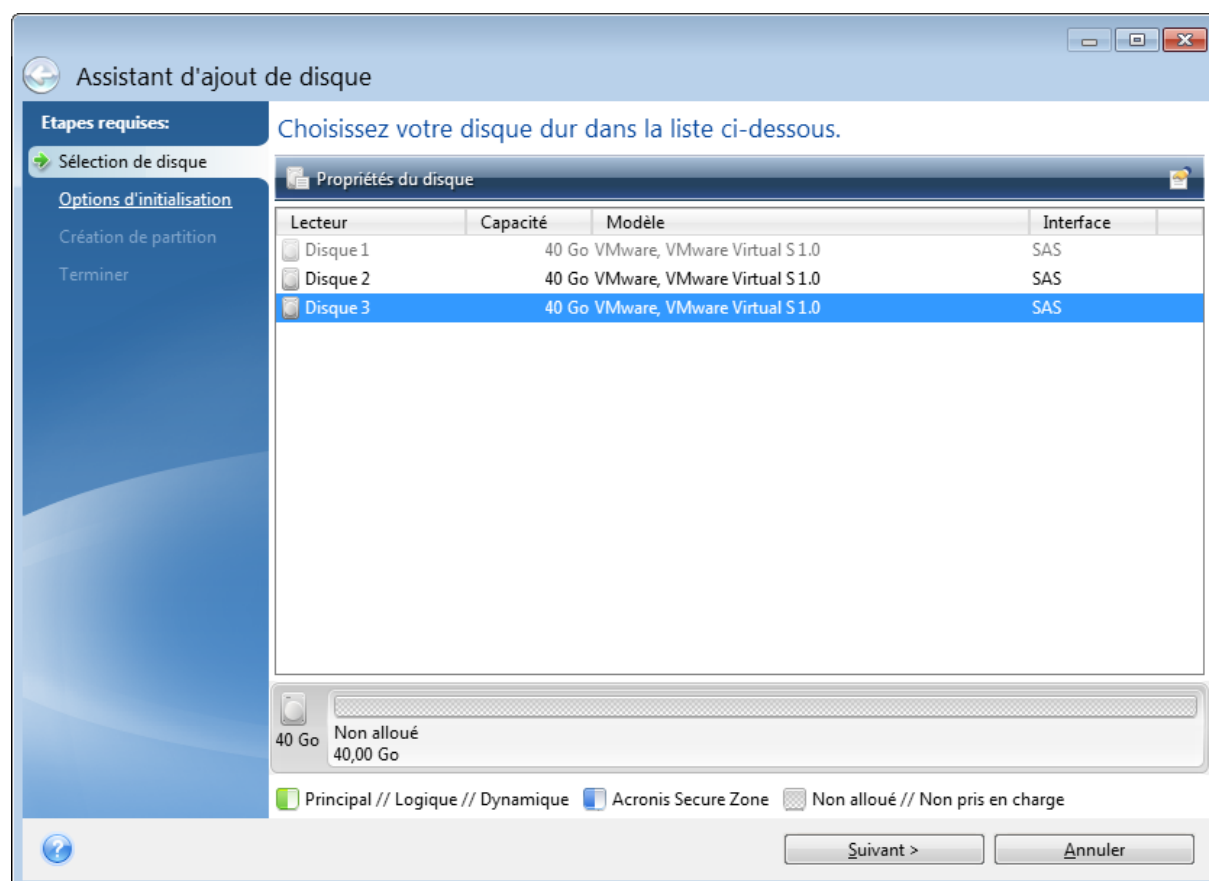 Assistant d'ajout de disque
Etapes requises:
Sélection de disque
Options d'initialisation
Création de partition
Terminer
Choisissez votre disque dur dans la liste ci-dessous.
Propriétés du disque
Lecteur Capacité Modèle Interface
Disque 1 40 Go VMware, VMware Virtual S 1.0 SAS
Disque 2 40 Go VMware, VMware Virtual S 1.0 SAS
Disque 3 40 Go VMware, VMware Virtual S 1.0 SAS
40 Go
Non alloué
40,00 Go
Principal // Logique // Dynamique Acronis Secure Zone Non alloué // Non pris en charge
Suivant > Annuler